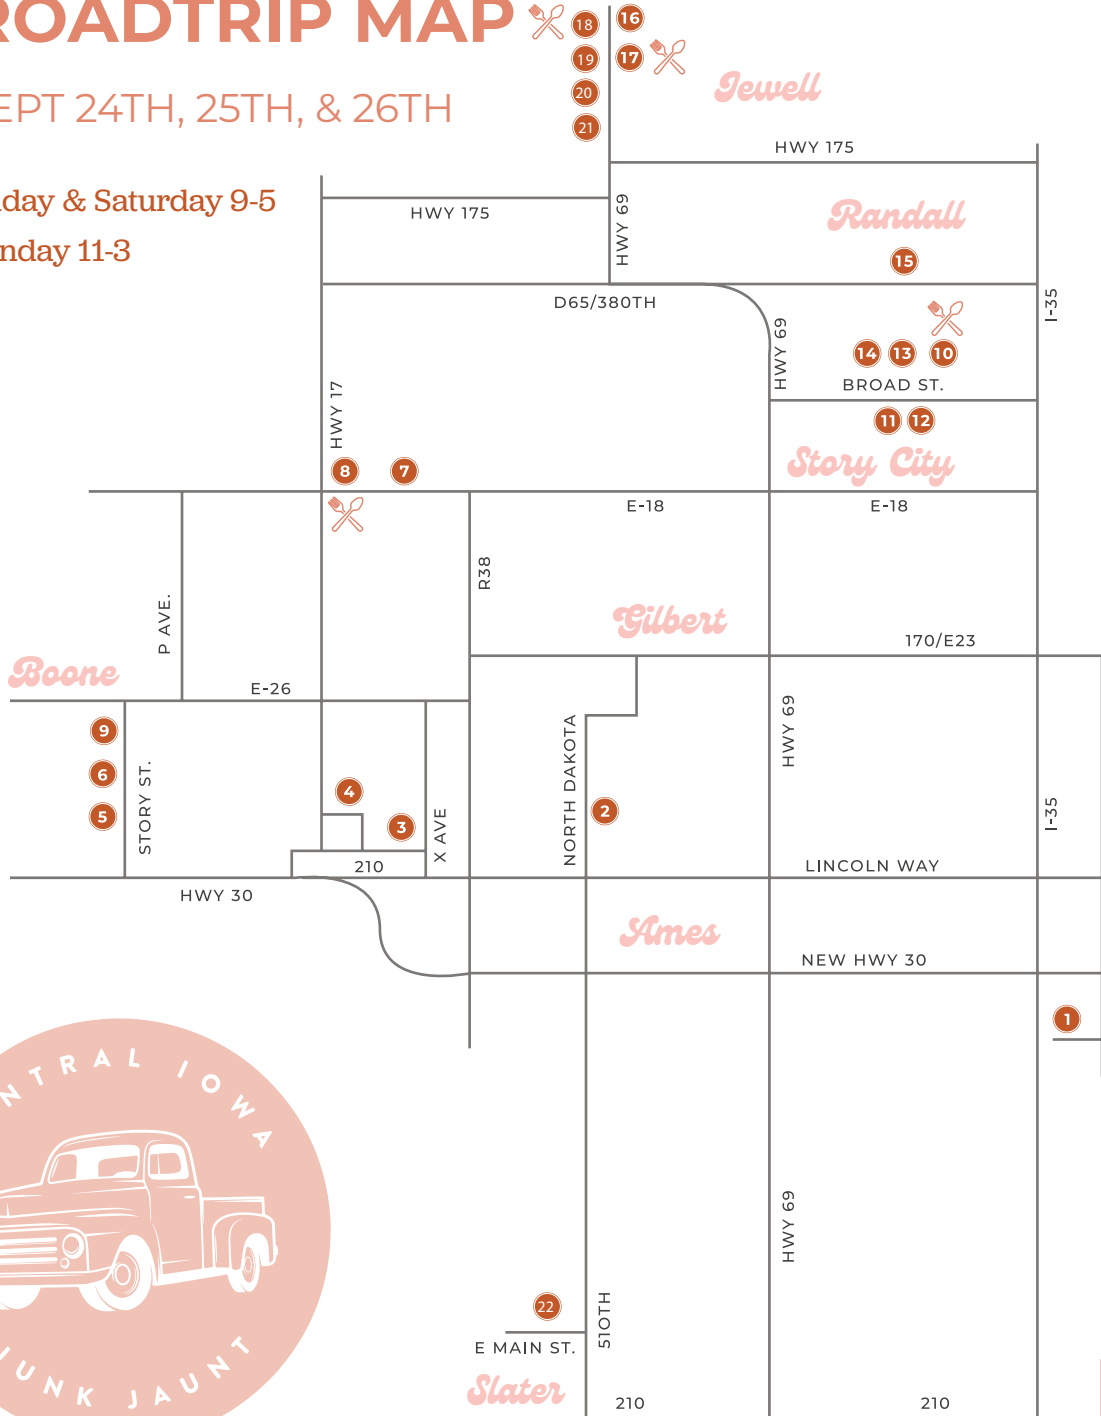 ROADTRIP MAP
EPT 24TH, 25TH, & 26TH
day & Saturday 9-5
nday 11-3
18
16
19
17
20
21
Jewell
HWY 175
HWY 175
HWY 69
Randall
15
D65/380TH
I-35
HWY 69
14 13 10
BROAD ST.
11 12
Story City
HWY 17
8
7
E-18
E-18
R38
P AVE.
Gilbert
170/E23
Boone
E-26
9
6
5
STORY ST.
4
3
X AVE
210
NORTH DAKOTA
2
HWY 69
I-35
LINCOLN WAY
HWY 30
Ames
NEW HWY 30
1
NTRAL IOWA
UNK JAUNT
HWY 69
22
E MAIN ST.
510TH
Slater
210
210